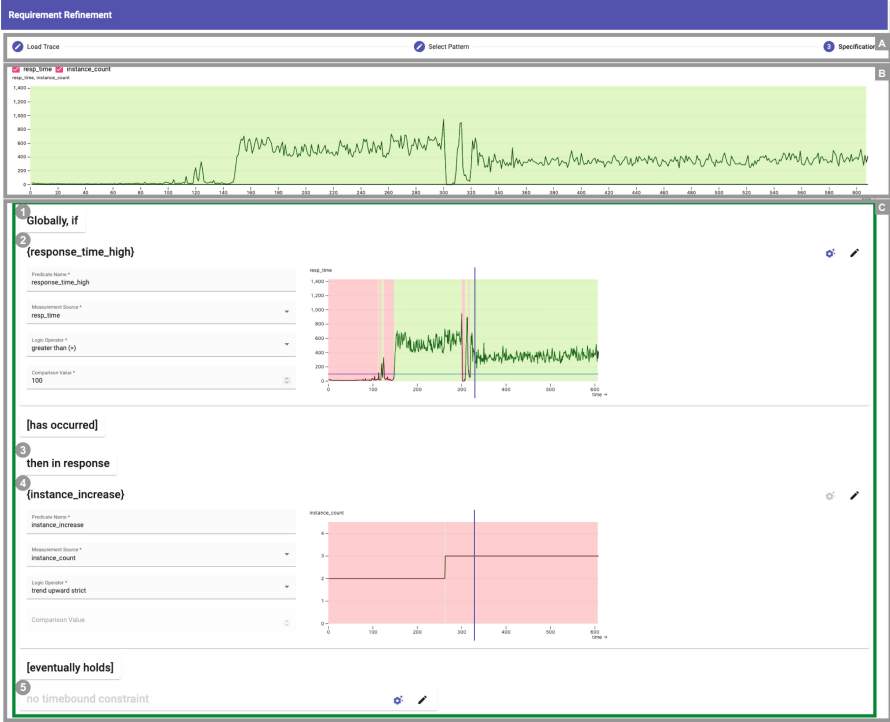 Requirement Refinement
Load Trace
Select Pattern
3 Specification
A
resp_time instance_count
B
resp_time, instance_count
1,400
1,200
1,000
800
600
400
200
0
0 20 40 60 80 100 120 140 160 180 200 220 240 260 280 300 320 340 360 380 400 420 440 460 480 500 520 540 560 580 600
C
1
Globally, if
2
{response_time_high}
Predicate Name *
response_time_high
Measurement Source *
resp_time
Logic Operator *
greater than (>)
Comparison Value *
100
resp_time
1,400
1,200
1,000
800
600
400
200
0
0 100 200 300 400 500 600
time →
[has occurred]
3
then in response
4
{instance_increase}
Predicate Name *
instance_increase
Measurement Source *
instance_count
Logic Operator *
trend upward strict
Comparison Value
instance_count
4
3
2
1
0
0 100 200 300 400 500 600
time →
[eventually holds]
5
no timebound constraint